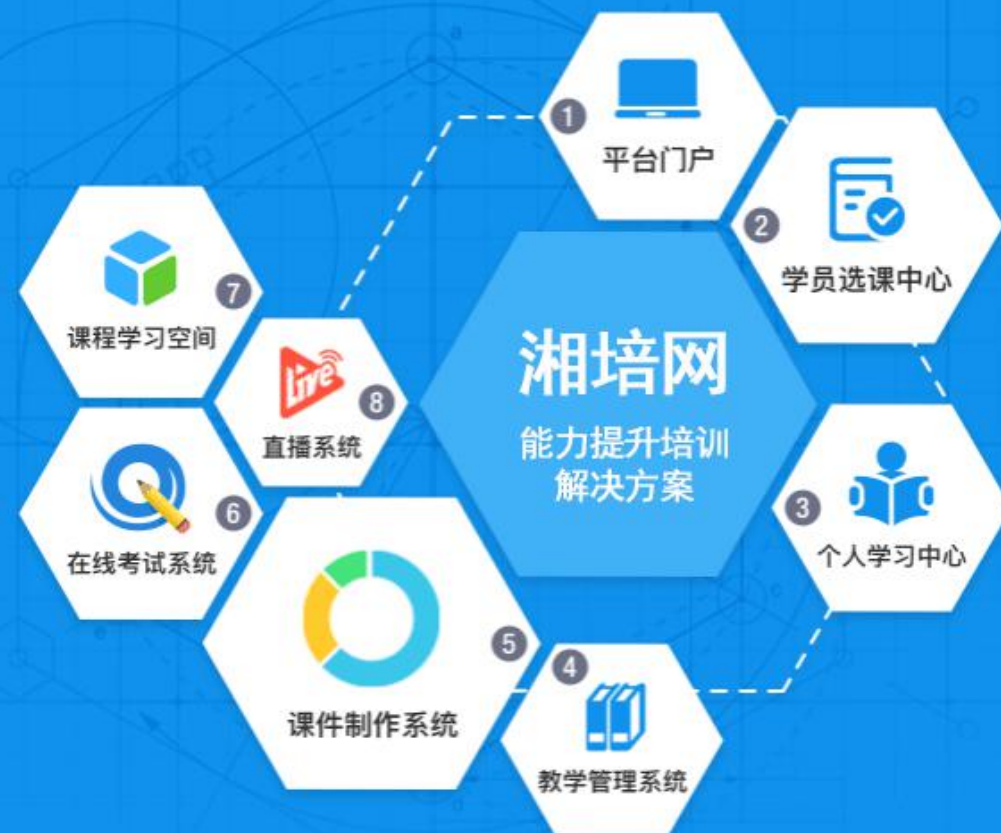 1
平台门户
2
学员选课中心
湘培网
能力提升培训
解决方案
3
个人学习中心
4
教学管理系统
5
课件制作系统
6
在线考试系统
7
课程学习空间
Live
8
直播系统